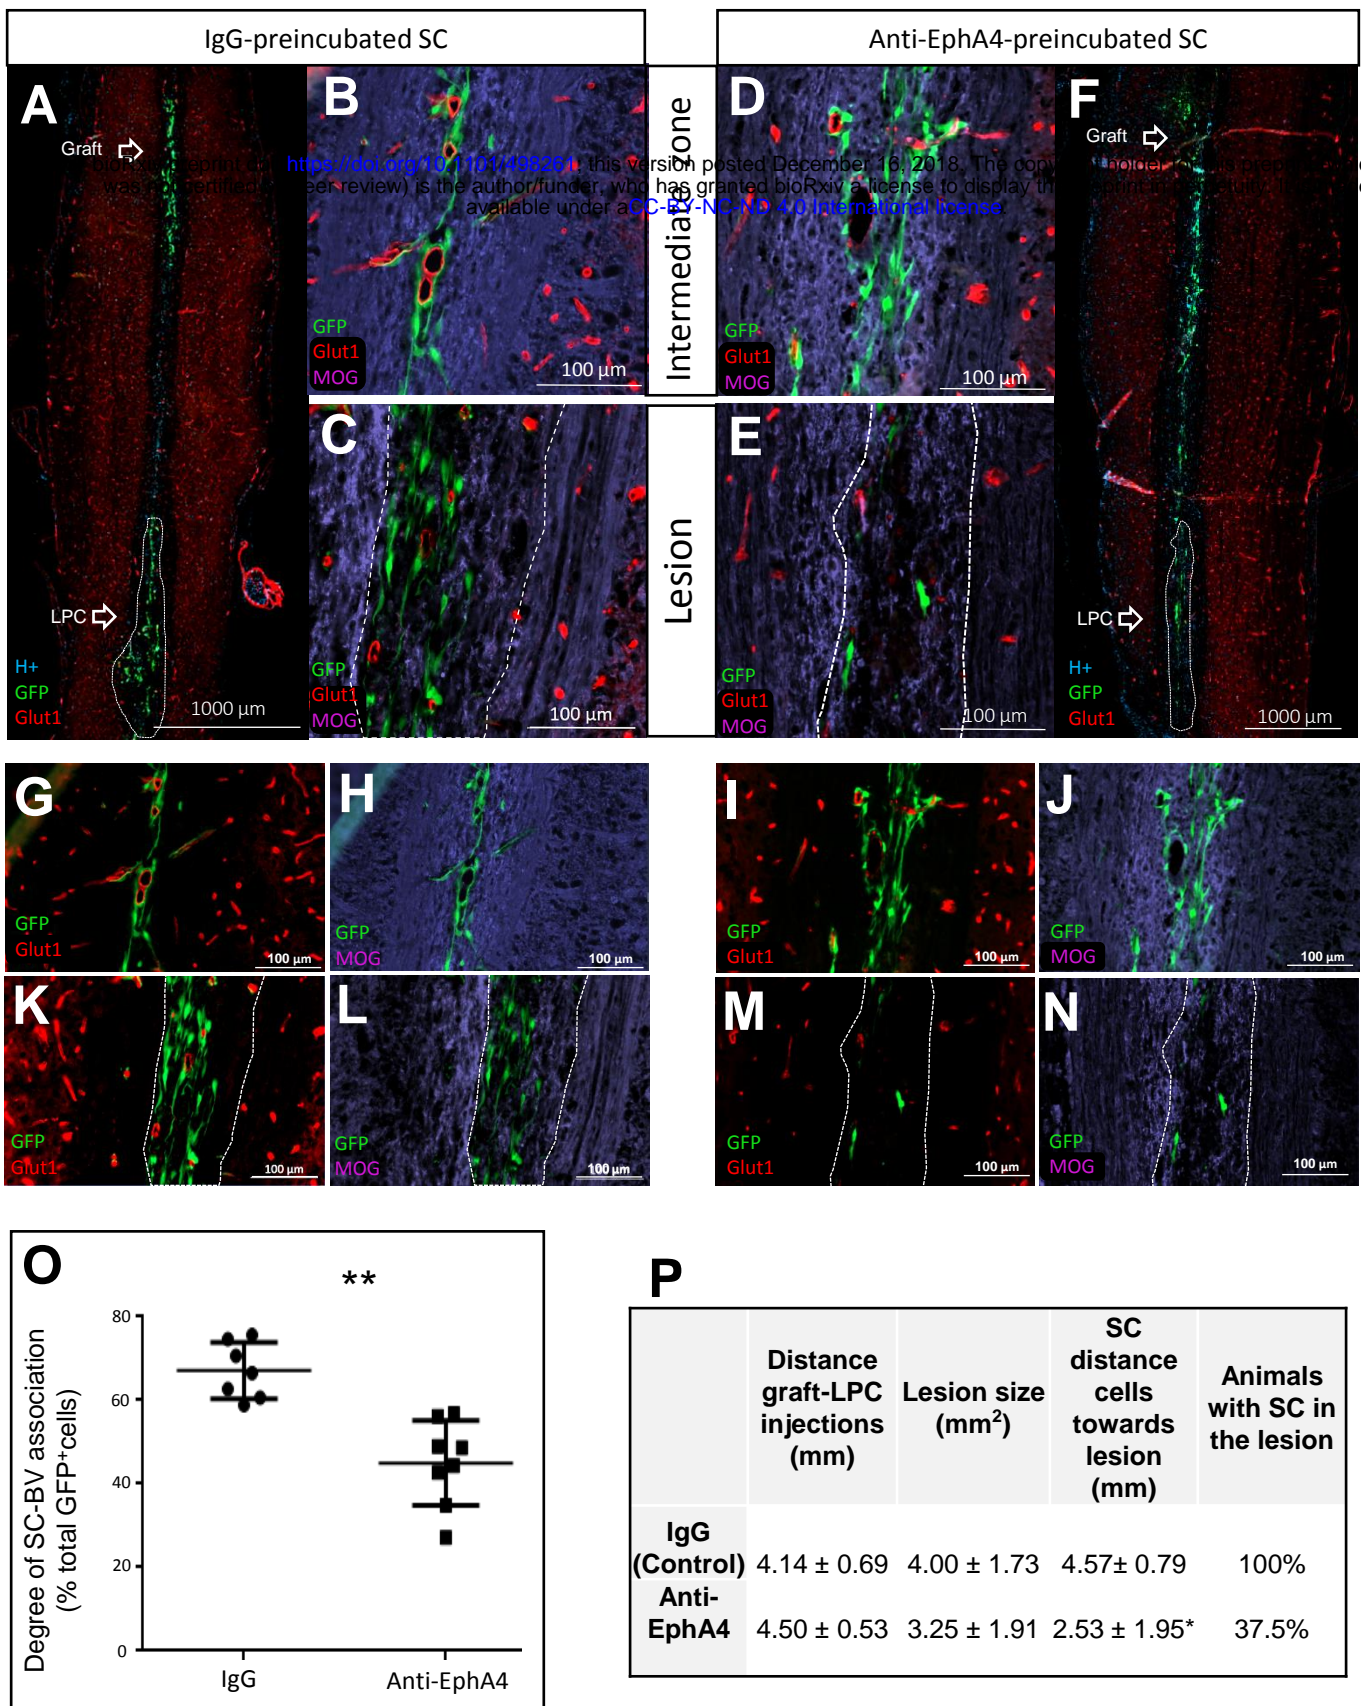 IgG-preincubated SC
Anti-EphA4-preincubated SC
A
Graft
LPC
H+
GFP
Glut1
1000 µm
B
GFP
Glut1
MOG
100 µm
Intermediate zone
D
GFP
Glut1
MOG
100 µm
F
Graft
LPC
H+
GFP
Glut1
1000 µm
https://doi.org/10.1101/498261; this version posted December 16, 2018. The
peer review) is the author/funder, who has granted bioRxiv a license to display
available under aCC-BY-NC-ND 4.0 International license.
C
GFP
Glut1
MOG
100 µm
Lesion
E
GFP
Glut1
MOG
100 µm
G
GFP
Glut1
100 µm
H
GFP
MOG
100 µm
I
GFP
Glut1
100 µm
J
GFP
MOG
100 µm
K
GFP
Glut1
100 µm
L
GFP
MOG
100 µm
M
GFP
Glut1
100 µm
N
GFP
MOG
100 µm
O
**
Degree of SC-BV association
(% total GFP+cells)
80
60
40
20
0
IgG
Anti-EphA4
P
Distance
graft-LPC
injections
(mm)
Lesion size
(mm²)
SC
distance
cells
towards
lesion
(mm)
Animals
with SC in
the lesion
IgG
(Control) 4.14 ± 0.69 4.00 ± 1.73 4.57± 0.79 100%
Anti-
EphA4 4.50 ± 0.53 3.25 ± 1.91 2.53 ± 1.95* 37.5%